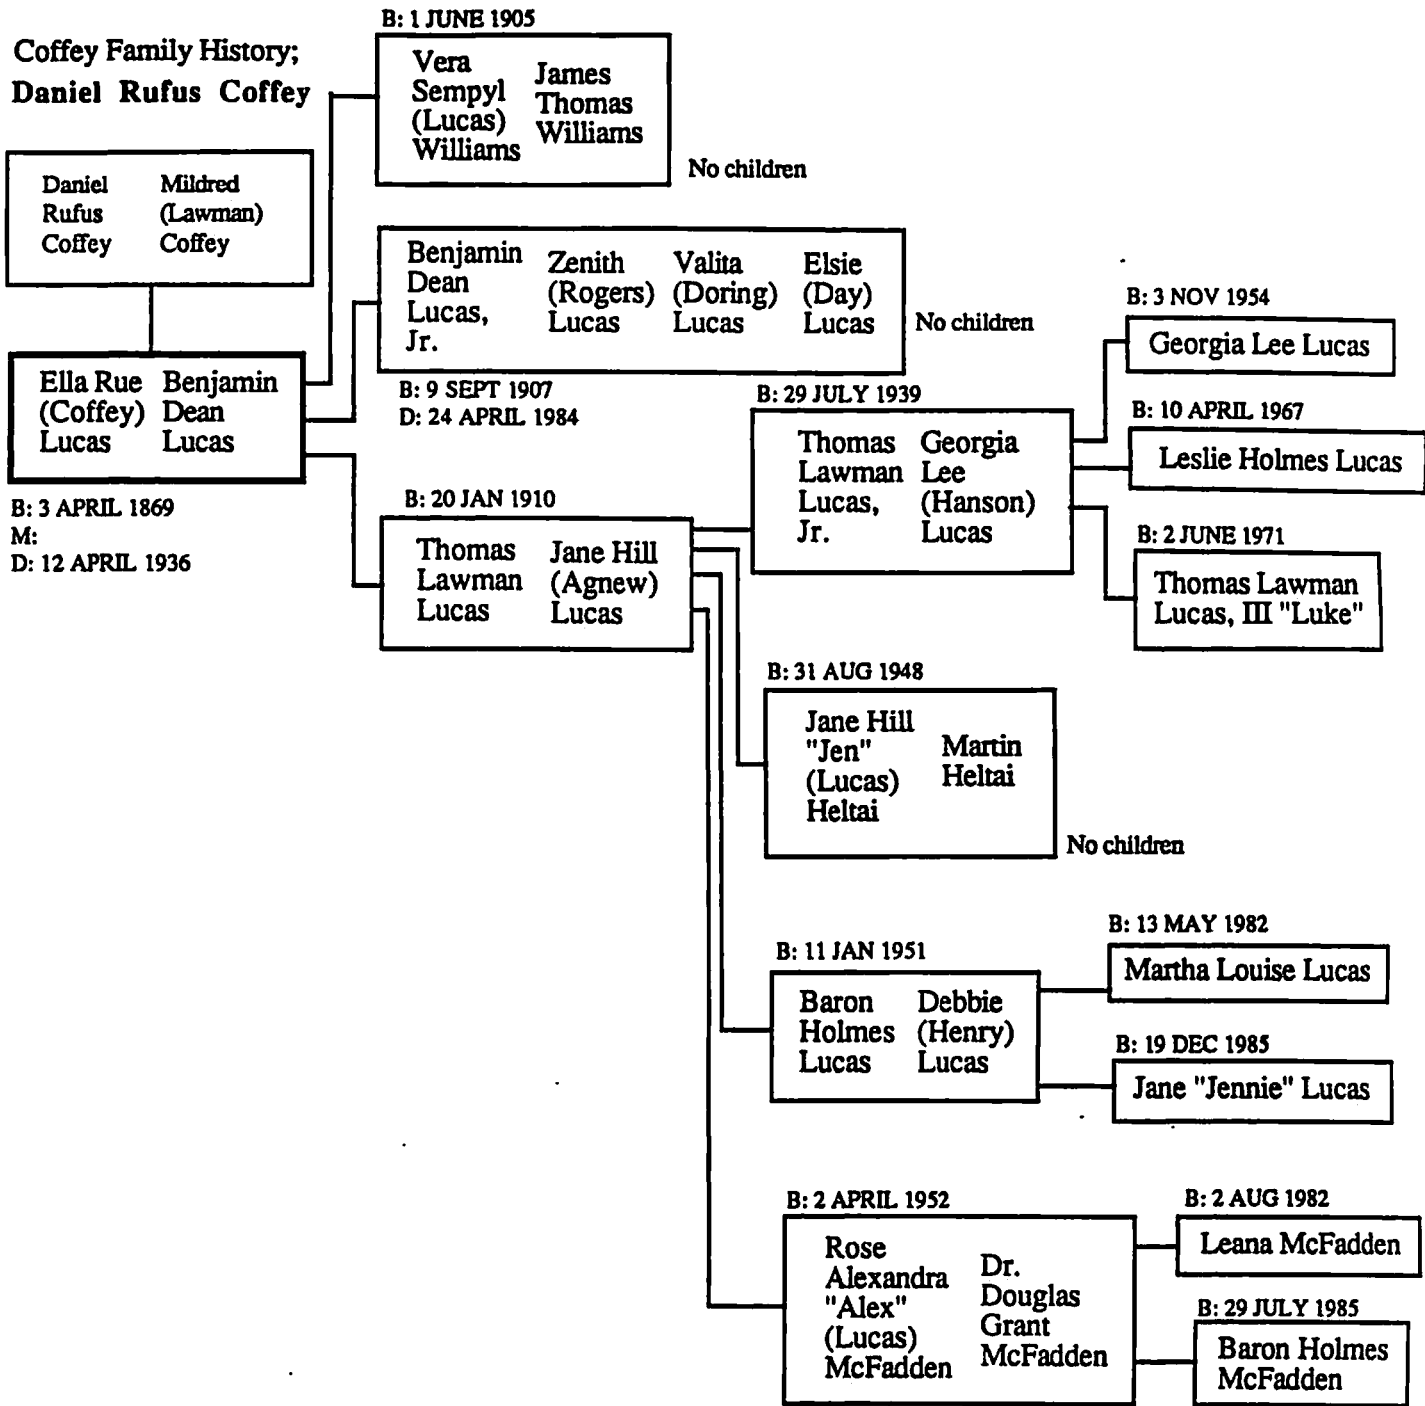 Coffey Family History;
Daniel Rufus Coffey
Daniel
Rufus
Coffey
Mildred
(Lawman)
Coffey
Ella Rue
(Coffey)
Lucas
Benjamin
Dean
Lucas
B: 3 APRIL 1869
M:
D: 12 APRIL 1936
B: 1 JUNE 1905
Vera
Sempyl
(Lucas)
Williams
James
Thomas
Williams
No children
Benjamin
Dean
Lucas,
Jr.
Zenith
(Rogers)
Lucas
Valita
(Doring)
Lucas
Elsie
(Day)
Lucas
No children
B: 9 SEPT 1907
D: 24 APRIL 1984
B: 20 JAN 1910
Thomas
Lawman
Lucas
Jane Hill
(Agnew)
Lucas
B: 29 JULY 1939
Thomas
Lawman
Lucas,
Jr.
Georgia
Lee
(Hanson)
Lucas
B: 3 NOV 1954
Georgia Lee Lucas
B: 10 APRIL 1967
Leslie Holmes Lucas
B: 2 JUNE 1971
Thomas Lawman
Lucas, III "Luke"
B: 31 AUG 1948
Jane Hill
"Jen"
(Lucas)
Heltai
Martin
Heltai
No children
B: 11 JAN 1951
Baron
Holmes
Lucas
Debbie
(Henry)
Lucas
B: 13 MAY 1982
Martha Louise Lucas
B: 19 DEC 1985
Jane "Jennie" Lucas
B: 2 APRIL 1952
Rose
Alexandra
"Alex"
(Lucas)
McFadden
Dr.
Douglas
Grant
McFadden
B: 2 AUG 1982
Leana McFadden
B: 29 JULY 1985
Baron Holmes
McFadden